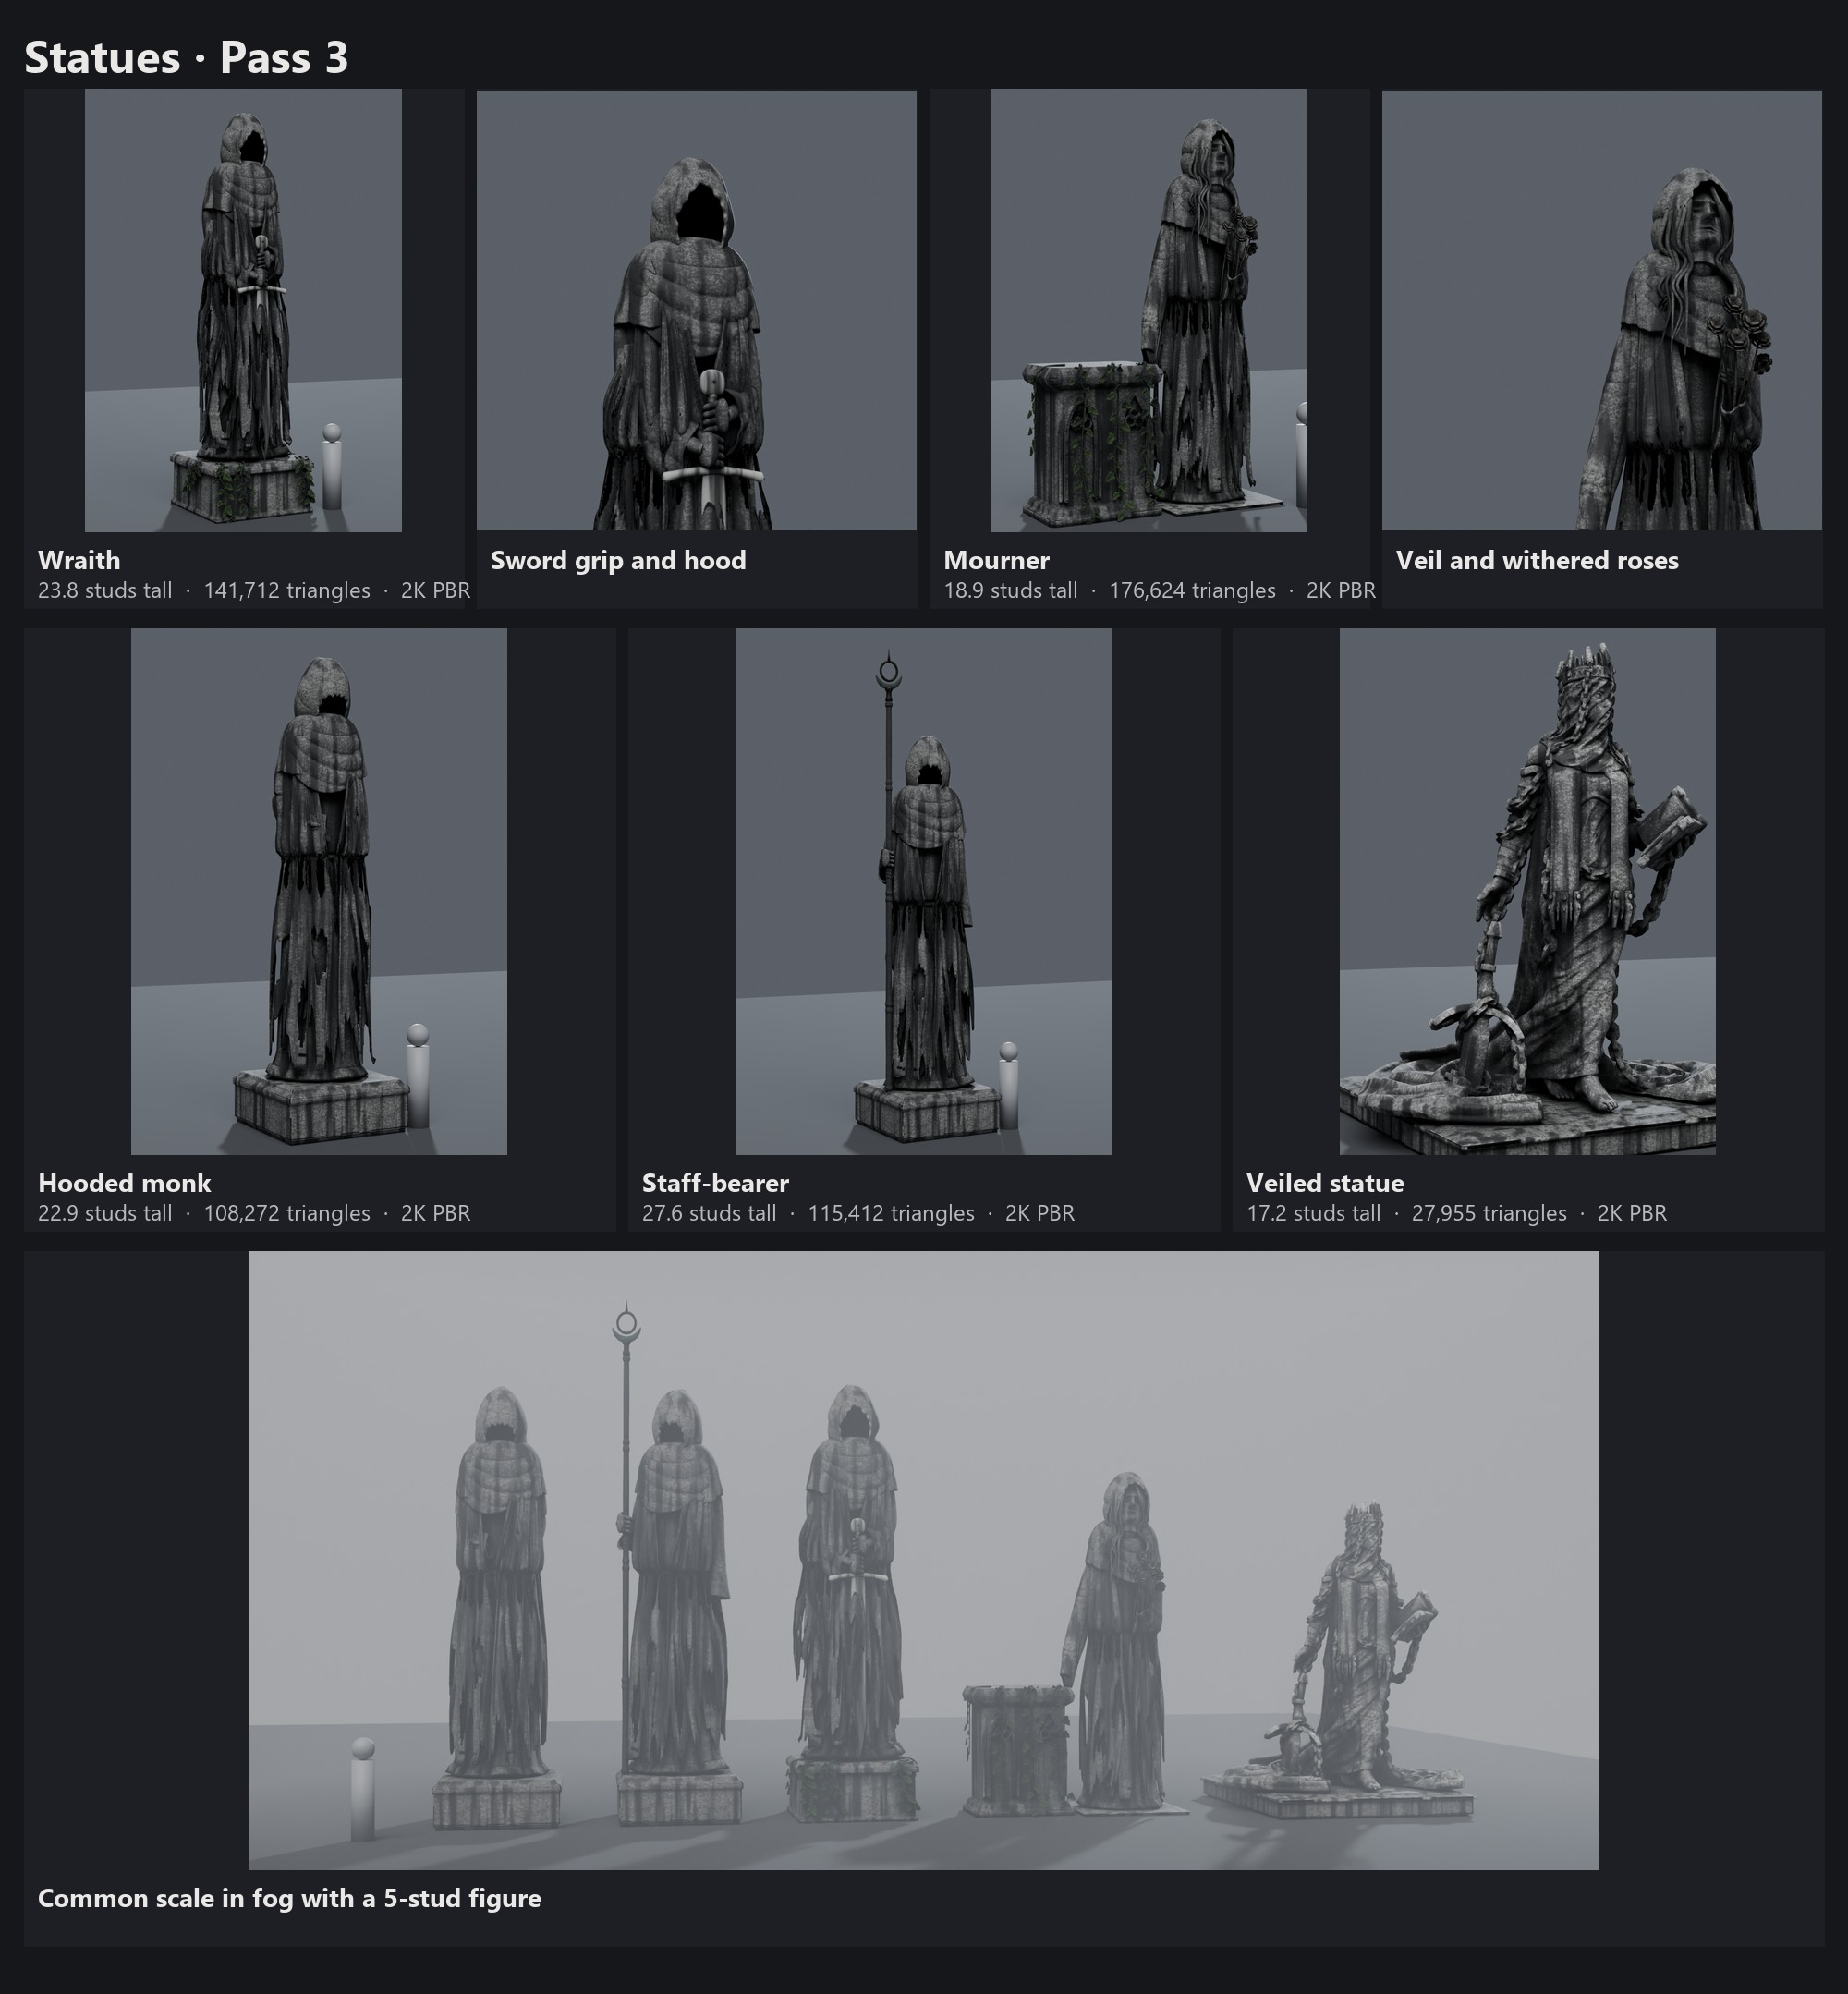 Statues · Pass 3
Wraith
23.8 studs tall · 141,712 triangles · 2K PBR
Sword grip and hood
Mourner
18.9 studs tall · 176,624 triangles · 2K PBR
Veil and withered roses
Hooded monk
22.9 studs tall · 108,272 triangles · 2K PBR
Staff-bearer
27.6 studs tall · 115,412 triangles · 2K PBR
Veiled statue
17.2 studs tall · 27,955 triangles · 2K PBR
Common scale in fog with a 5-stud figure